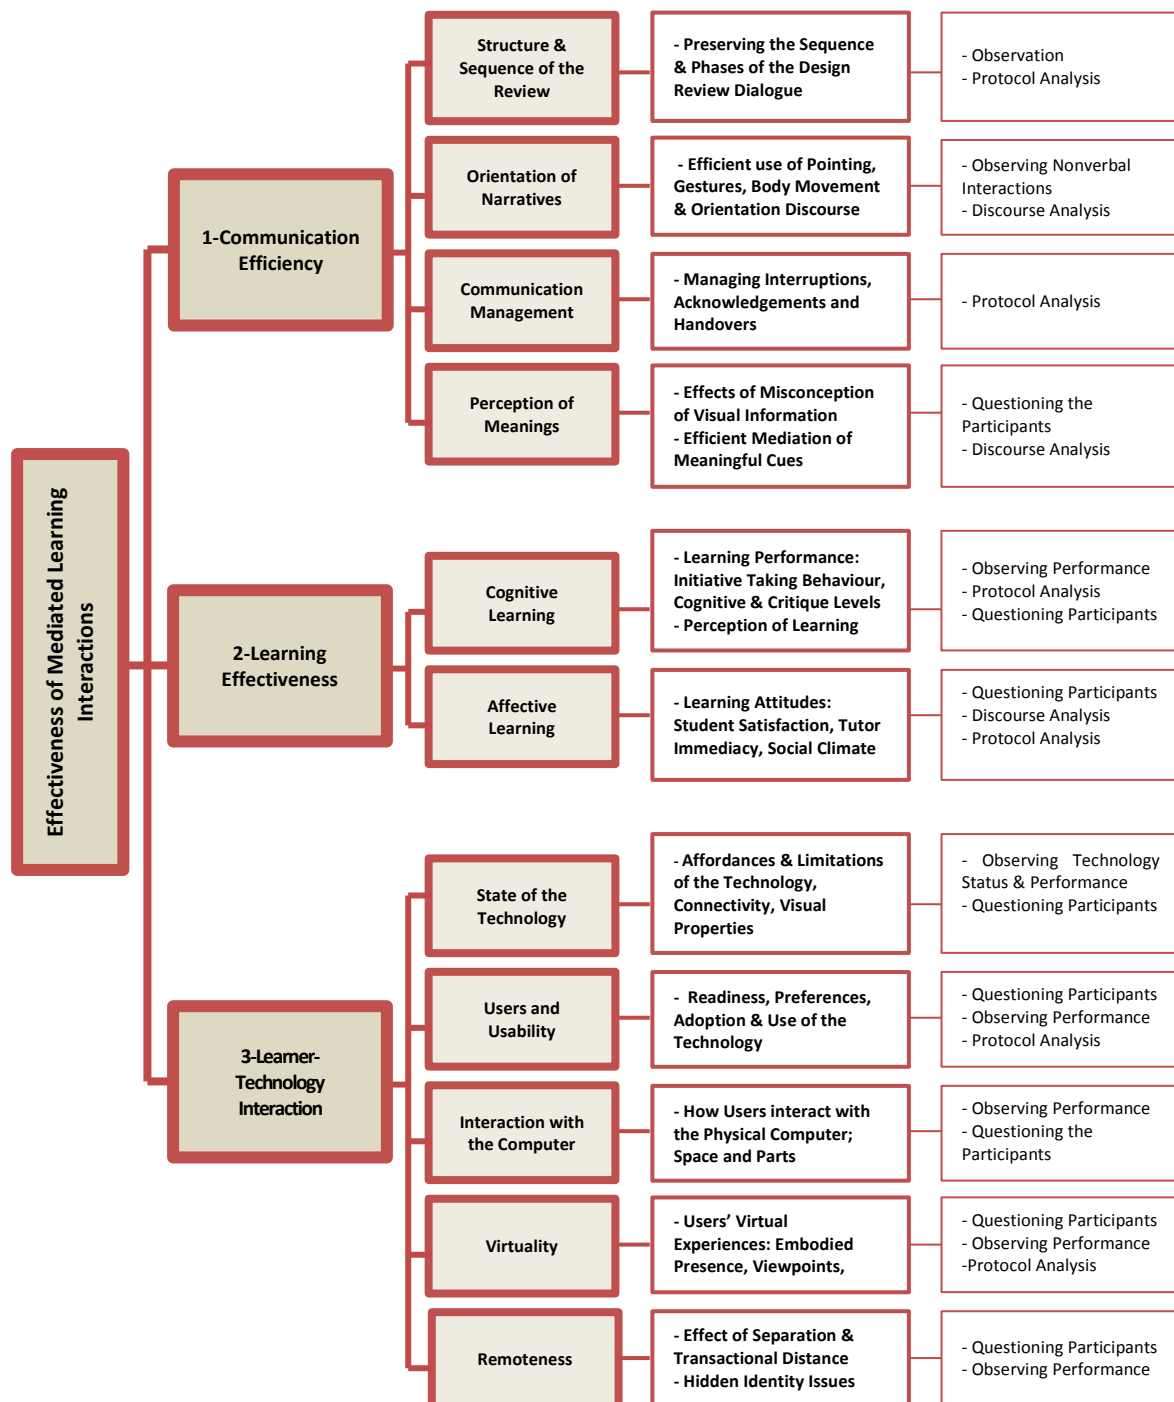 Effectiveness of Mediated Learning
Interactions
1-Communication
Efficiency
Structure &
Sequence of the
Review
- Preserving the Sequence
& Phases of the Design
Review Dialogue
- Observation
- Protocol Analysis
Orientation of
Narratives
- Efficient use of Pointing,
Gestures, Body Movement
& Orientation Discourse
- Observing Nonverbal
Interactions
- Discourse Analysis
Communication
Management
- Managing Interruptions,
Acknowledgements and
Handovers
- Protocol Analysis
Perception of
Meanings
- Effects of Misconception
of Visual Information
- Efficient Mediation of
Meaningful Cues
- Questioning the
Participants
- Discourse Analysis
2-Learning
Effectiveness
Cognitive
Learning
- Learning Performance:
Initiative Taking Behaviour,
Cognitive & Critique Levels
- Perception of Learning
- Observing Performance
- Protocol Analysis
- Questioning Participants
Affective
Learning
- Learning Attitudes:
Student Satisfaction, Tutor
Immediacy, Social Climate
- Questioning Participants
- Discourse Analysis
- Protocol Analysis
3-Learner-
Technology
Interaction
State of the
Technology
- Affordances & Limitations
of the Technology,
Connectivity, Visual
Properties
- Observing Technology
Status & Performance
- Questioning Participants
Users and
Usability
- Readiness, Preferences,
Adoption & Use of the
Technology
- Questioning Participants
- Observing Performance
- Protocol Analysis
Interaction with
the Computer
- How Users interact with
the Physical Computer;
Space and Parts
- Observing Performance
- Questioning the
Participants
Virtuality
- Users’ Virtual
Experiences: Embodied
Presence, Viewpoints,
- Questioning Participants
- Observing Performance
-Protocol Analysis
Remoteness
- Effect of Separation &
Transactional Distance
- Hidden Identity Issues
- Questioning Participants
- Observing Performance